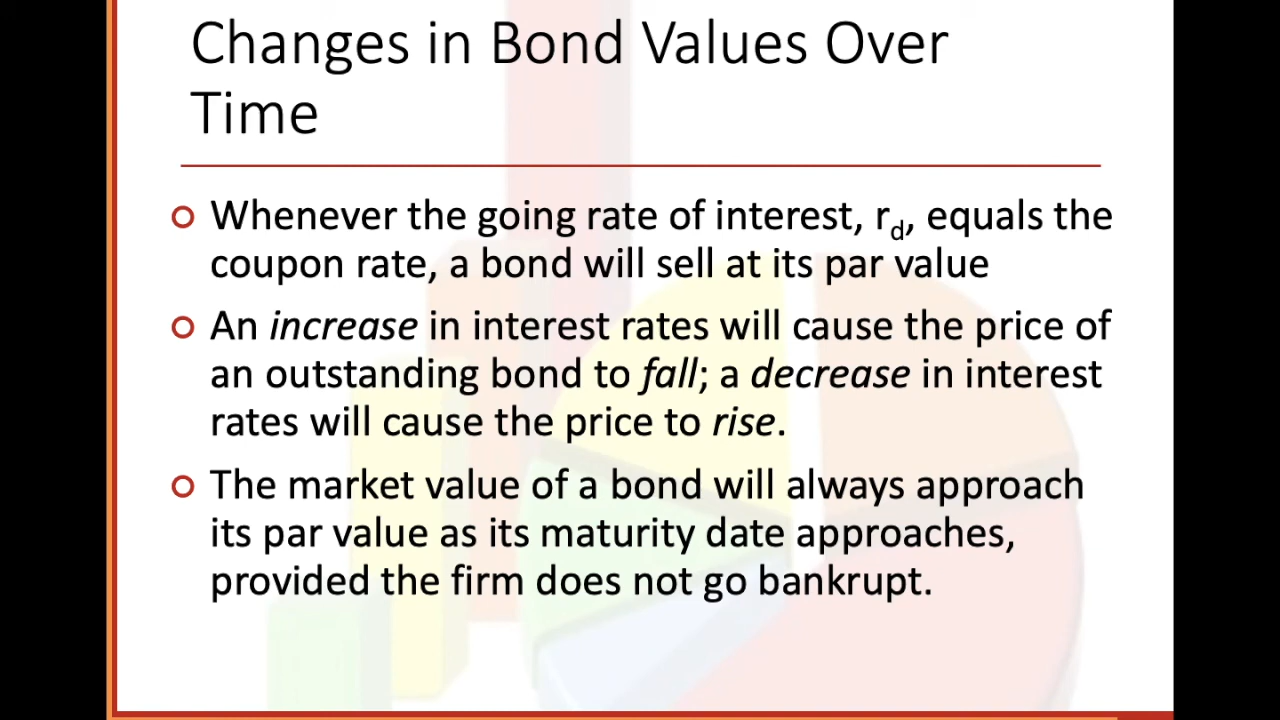 Changes in Bond Values Over
Time
Whenever the going rate of interest, rd, equals the
coupon rate, a bond will sell at its par value
An increase in interest rates will cause the price of
an outstanding bond to fall; a decrease in interest
rates will cause the price to rise.
The market value of a bond will always approach
its par value as its maturity date approaches,
provided the firm does not go bankrupt.